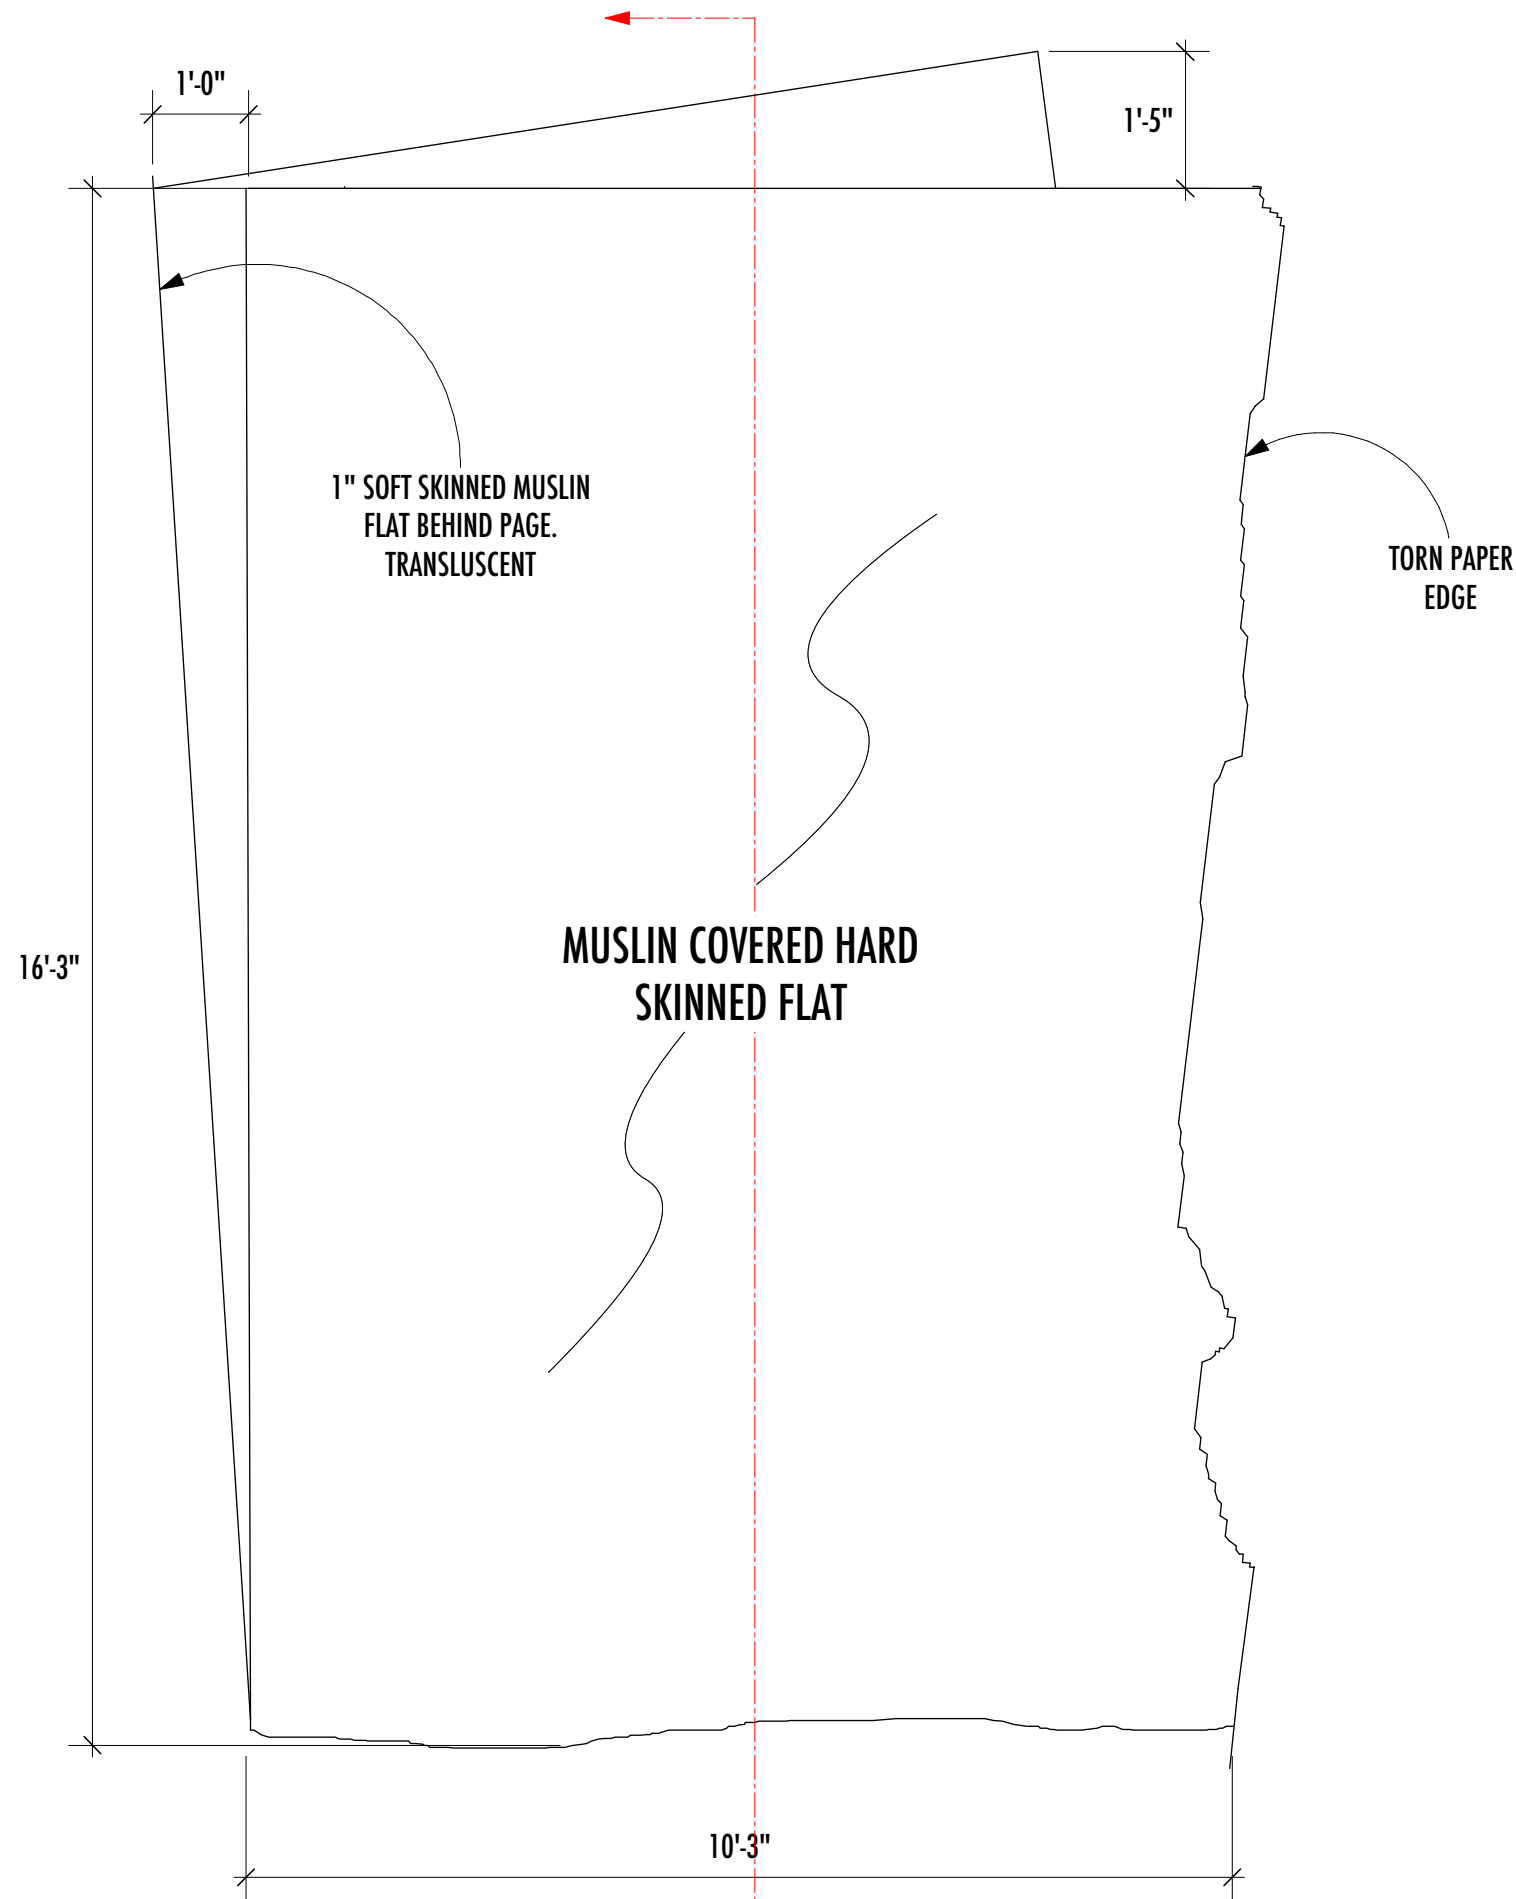 1'-0"
1'-5"
1" SOFT SKINNED MUSLIN
FLAT BEHIND PAGE.
TRANSLUSCENT
TORN PAPER
EDGE
MUSLIN COVERED HARD
SKINNED FLAT
16'-3"
10'-3"